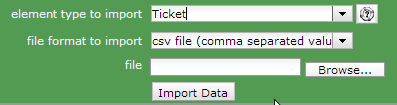 element type to import Ticket
file format to import csv file (comma separated valu
file Browse...
Import Data